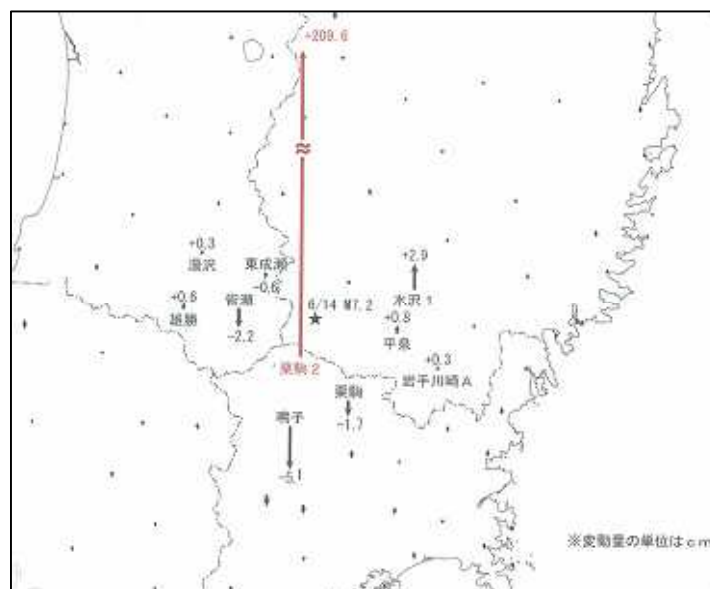 +209.6
+0.3
湯沢
東成瀬
-0.6
+2.9
水沢1
+0.6
雄勝
皆瀬
-2.2
6/14 M7.2
+0.8
平泉
栗駒2
+0.3
岩手川崎A
栗駒
-1.7
鳴子
-5.1
※変動量の単位はcm